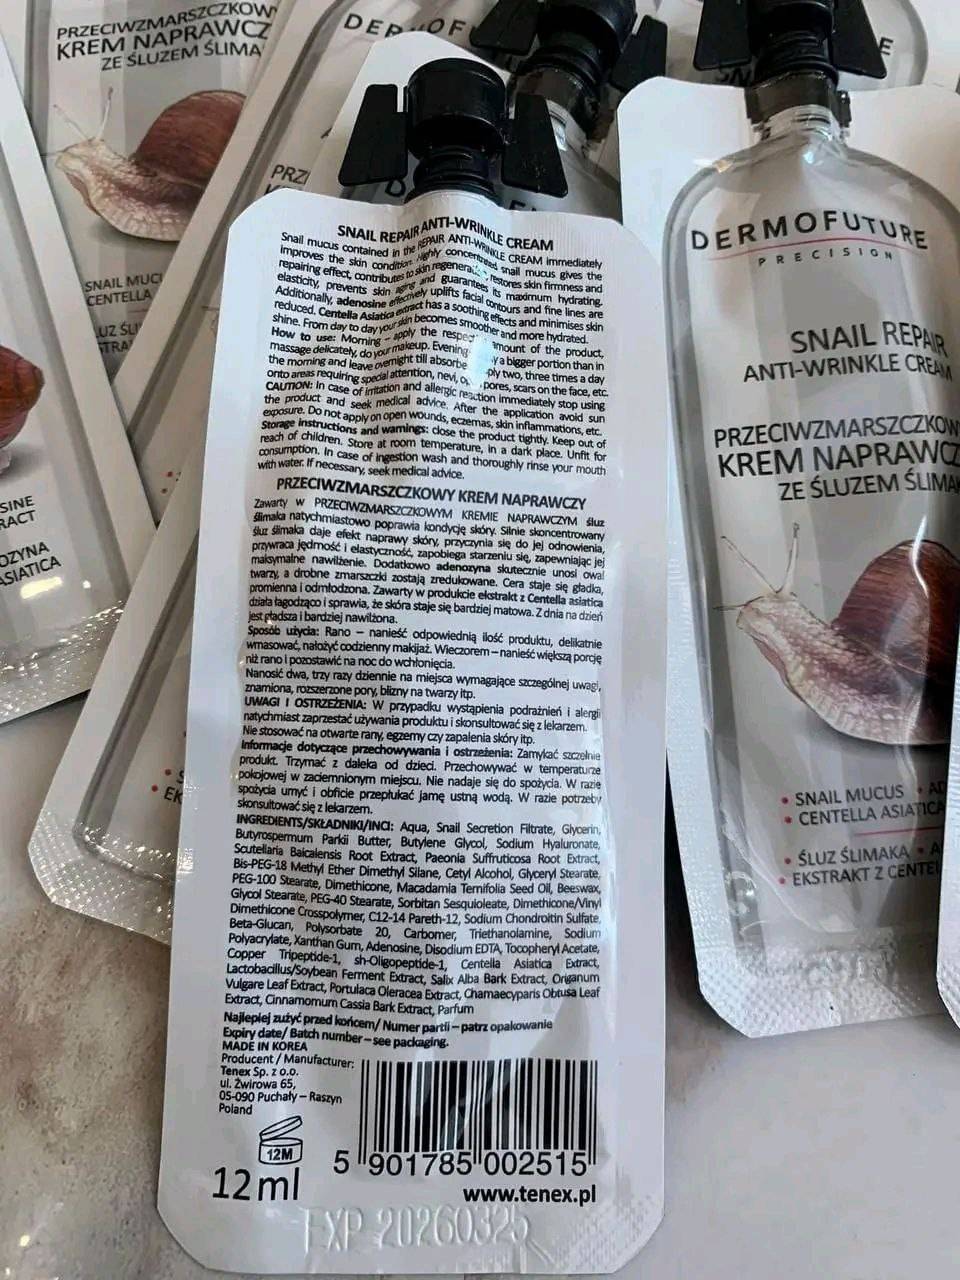 SNAIL REPAIR ANTI-WRINKLE CREAM
Snail mucus contained in the REPAIR ANTI-WRINKLE CREAM immediately
improves the skin condition. Highly concentrated snail mucus gives the
repairing effect, contributes to skin regeneration, restores skin firmness and
elasticity, prevents skin aging and guarantees its maximum hydrating.
Additionally, adenosine effectively uplifts facial contours and fine lines are
reduced. Centella Asiatica extract has a soothing effects and minimises skin
shine. From day to day your skin becomes smoother and more hydrated.
How to use: Morning – apply the amount of the product,
massage delicately, do your makeup. Evening a bigger portion than in
the morning and leave overnight till two, three times a day
onto areas requiring special attention, nevi, pores, scars on the face, etc.
CAUTION: In case of irritation and allergic reaction immediately stop using
the product and seek medical advice. After the application avoid sun
exposure. Do not apply on open wounds, eczemas, skin inflammations, etc.
Storage instructions and warnings: close the product tightly. Keep out of
reach of children. Store at room temperature, in a dark place. Unfit for
consumption. In case of ingestion wash and thoroughly rinse your mouth
with water. If necessary, seek medical advice.
PRZECIWZMARSZCZKOWY KREM NAPRAWCZY
Zawarty w PRZECIWZMARSZCZKOWYM KREMIE NAPRAWCZYM śluz
ślimaka natychmiastowo poprawia kondycję skóry. Silnie skoncentrowany
śluz ślimaka daje efekt naprawy skóry, przyczynia się do jej odnowienia,
przywraca jędrność i elastyczność, zapobiega starzeniu się, zapewniając jej
maksymalne nawilżenie. Dodatkowo adenozyna skutecznie unosi owal
twarzy, a drobne zmarszczki zostają zredukowane. Cera staje się gładka,
promienna i odmłodzona. Zawarty w produkcie ekstrakt z Centella asiatica
działa łagodząco i sprawia, że skóra staje się bardziej matowa. Z dnia na dzień
jest gładsza i bardziej nawilżona.
Sposób użycia: Rano – nanieść odpowiednią ilość produktu, delikatnie
wmasować, nałożyć codzienny makijaż. Wieczorem – nanieść większą porcję
niż rano i pozostawić na noc do wchłonięcia.
Nanosić dwa, trzy razy dziennie na miejsca wymagające szczególnej uwagi,
znamiona, rozszerzone pory, blizny na twarzy itp.
UWAGI I OSTRZEŻENIA: W przypadku wystąpienia podrażnień i alergii
natychmiast zaprzestać używania produktu i skonsultować się z lekarzem.
Nie stosować na otwarte rany, egzemy czy zapalenia skóry itp.
Informacje dotyczące przechowywania i ostrzeżenia: Zamykać szczelnie
produkt. Trzymać z daleka od dzieci. Przechowywać w temperaturze
pokojowej w zaciemnionym miejscu. Nie nadaje się do spożycia. W razie
spożycia umyć i obficie przepłukać jamę ustną wodą. W razie potrzeby
skonsultować się z lekarzem.
INGREDIENTS/SKŁADNIKI/INCI: Aqua, Snail Secretion Filtrate, Glycerin,
Butyrospermum Parkii Butter, Butylene Glycol, Sodium Hyaluronate,
Scutellaria Baicalensis Root Extract, Paeonia Suffruticosa Root Extract,
Bis-PEG-18 Methyl Ether Dimethyl Silane, Cetyl Alcohol, Glyceryl Stearate,
PEG-100 Stearate, Dimethicone, Macadamia Ternifolia Seed Oil, Beeswax,
Glycol Stearate, PEG-40 Stearate, Sorbitan Sesquioleate, Dimethicone/Vinyl
Dimethicone Crosspolymer, C12-14 Pareth-12, Sodium Chondroitin Sulfate,
Beta-Glucan, Polysorbate 20, Carbomer, Triethanolamine, Sodium
Polyacrylate, Xanthan Gum, Adenosine, Disodium EDTA, Tocopheryl Acetate,
Copper Tripeptide-1, sh-Oligopeptide-1, Centella Asiatica Extract,
Lactobacillus/Soybean Ferment Extract, Salix Alba Bark Extract, Origanum
Vulgare Leaf Extract, Portulaca Oleracea Extract, Chamaecyparis Obtusa Leaf
Extract, Cinnamomum Cassia Bark Extract, Parfum
Najlepiej zużyć przed końcem/ Numer partii – patrz opakowanie
Expiry date/ Batch number – see packaging.
MADE IN KOREA
Producent / Manufacturer:
Tenex Sp. z o.o.
ul. Żwirowa 65,
05-090 Puchały – Raszyn
Poland
12M
12 ml
5 901785 002515
www.tenex.pl
EXP 20260325
DERMOFUTURE
PRECISION
SNAIL REPAIR
ANTI-WRINKLE CREAM
PRZECIWZMARSZCZKOW
KREM NAPRAWCZ
ZE ŚLUZEM ŚLIMAK
• SNAIL MUCUS • AD
• CENTELLA ASIATICA
• ŚLUZ ŚLIMAKA • A
• EKSTRAKT Z CENTEL
PRZECIWZMARSZCZKOW
KREM NAPRAWCZ
ZE ŚLUZEM ŚLIMA
SNAIL MUCU
CENTELLA
DERMOFU
PRZ
SINE
RACT
OZYNA
ASIATICA
• EK